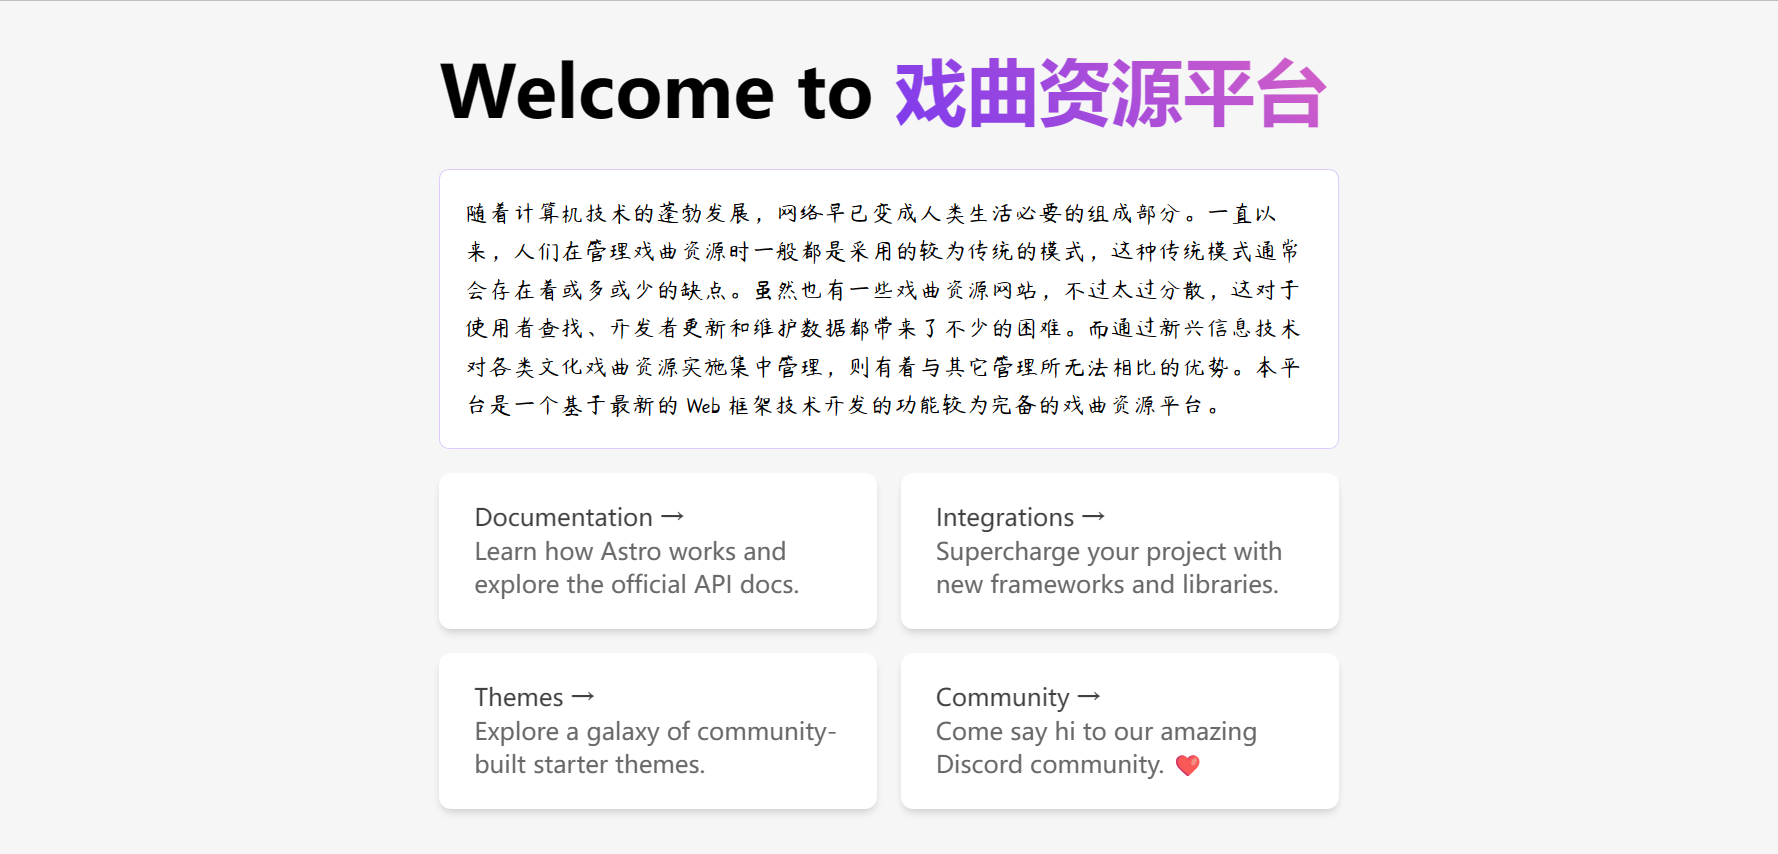 Welcome to 戏曲资源平台
随着计算机技术的蓬勃发展，网络早已变成人类生活必要的组成部分。一直以
来，人们在管理戏曲资源时一般都是采用的较为传统的模式，这种传统模式通常
会存在着或多或少的缺点。虽然也有一些戏曲资源网站，不过太过分散，这对于
使用者查找、开发者更新和维护数据都带来了不少的困难。而通过新兴信息技术
对各类文化戏曲资源实施集中管理，则有着与其它管理所无法相比的优势。本平
台是一个基于最新的 Web 框架技术开发的功能较为完备的戏曲资源平台。
Documentation →
Learn how Astro works and
explore the official API docs.
Integrations →
Supercharge your project with
new frameworks and libraries.
Themes →
Explore a galaxy of community-
built starter themes.
Community →
Come say hi to our amazing
Discord community. ❤️